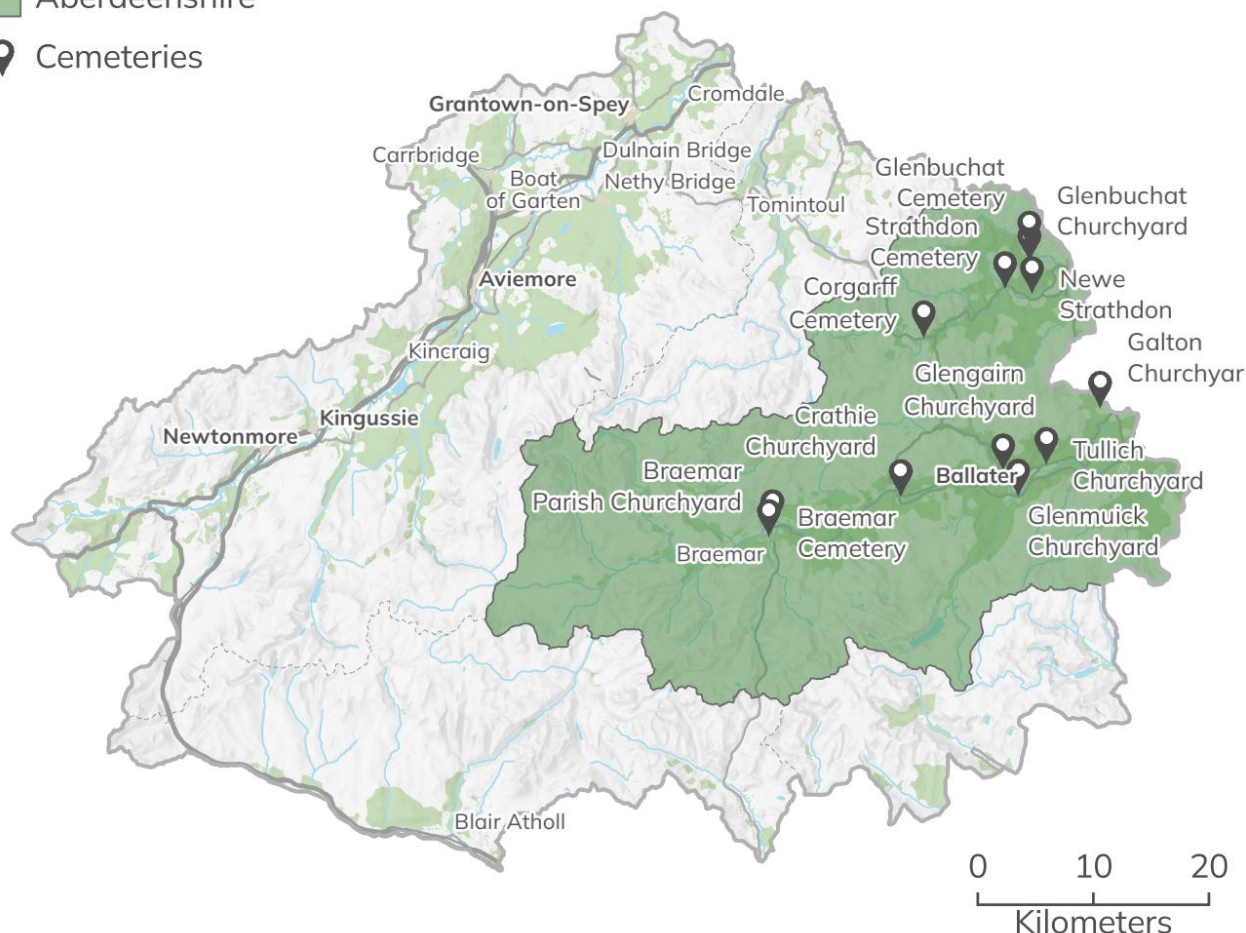 Aberdeenshire
Cemeteries
Cromdale
Grantown-on-Spey
Carrbridge
Dulnain Bridge
Boat
of Garten
Nethy Bridge
Tomintoul
Glenbuchat
Cemetery
Glenbuchat
Churchyard
Strathdon
Cemetery
Aviemore
Newe
Strathdon
Corgarff
Cemetery
Galton
Churchyar
Kincraig
Glengairn
Churchyard
Crathie
Churchyard
Kingussie
Newtonmore
Tullich
Churchyard
Ballater
Braemar
Parish Churchyard
Braemar
Cemetery
Glenmuick
Churchyard
Braemar
Blair Atholl
0 10 20
Kilometers